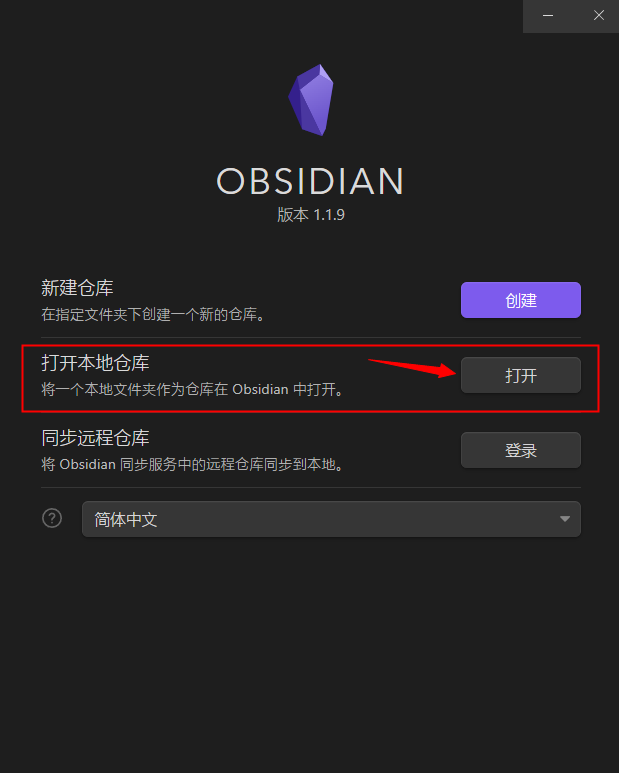 OBSIDIAN
版本 1.1.9
新建仓库
在指定文件夹下创建一个新的仓库。
创建
打开本地仓库
将一个本地文件夹作为仓库在 Obsidian 中打开。
打开
同步远程仓库
将 Obsidian 同步服务中的远程仓库同步到本地。
登录
?
简体中文